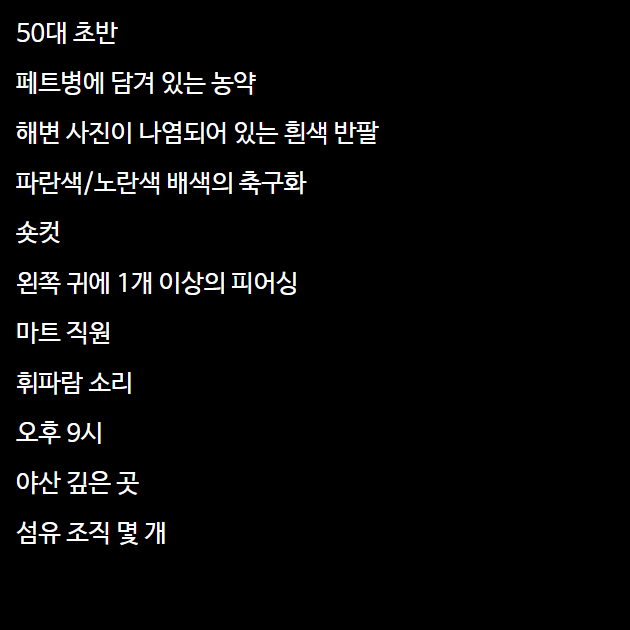 50대 초반
페트병에 담겨 있는 농약
해변 사진이 나염되어 있는 흰색 반팔
파란색/노란색 배색의 축구화
숏컷
왼쪽 귀에 1개 이상의 피어싱
마트 직원
휘파람 소리
오후 9시
야산 깊은 곳
섬유 조직 몇 개